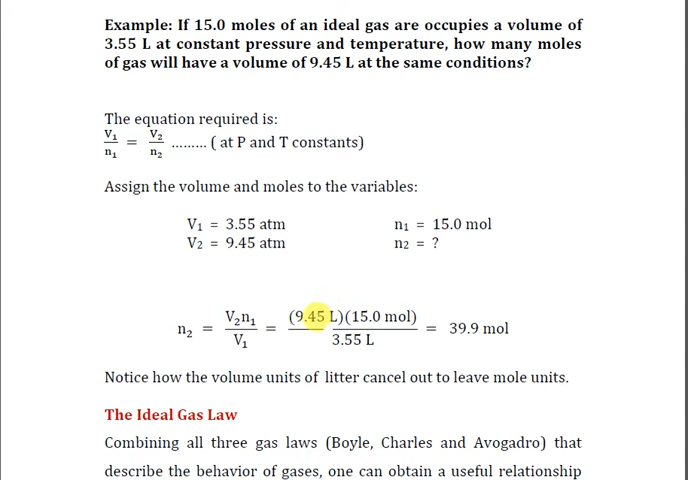 Example: If 15.0 moles of an ideal gas are occupies a volume of
3.55 L at constant pressure and temperature, how many moles
of gas will have a volume of 9.45 L at the same conditions?
The equation required is:
V₁/n₁ = V₂/n₂ ......... ( at P and T constants)
Assign the volume and moles to the variables:
V₁ = 3.55 atm n₁ = 15.0 mol
V₂ = 9.45 atm n₂ = ?
n₂ = V₂n₁/V₁ = (9.45 L)(15.0 mol)/3.55 L = 39.9 mol
Notice how the volume units of litter cancel out to leave mole units.
The Ideal Gas Law
Combining all three gas laws (Boyle, Charles and Avogadro) that
describe the behavior of gases, one can obtain a useful relationship